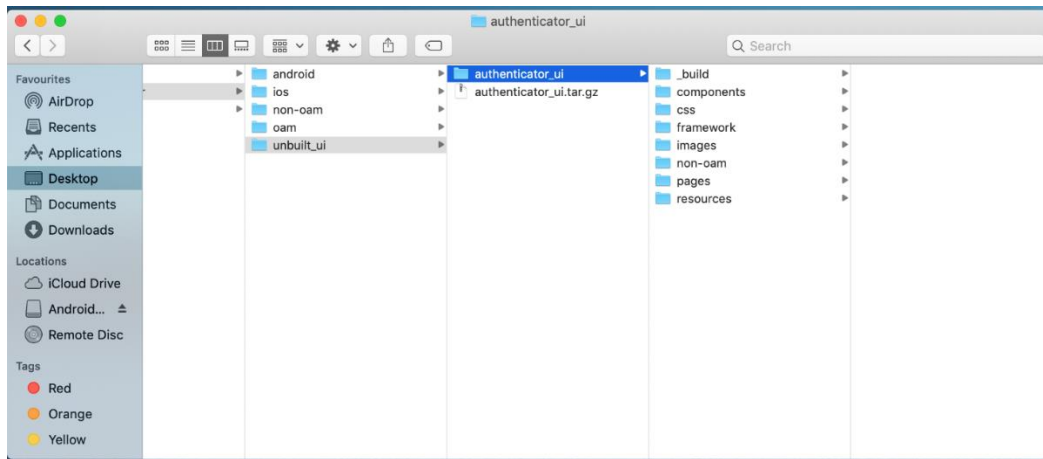 authenticator_ui
Search
Favourites
AirDrop
Recents
Applications
Desktop
Documents
Downloads
Locations
iCloud Drive
Android...
Remote Disc
Tags
Red
Orange
Yellow
android
ios
non-oam
oam
unbuilt_ui
authenticator_ui
authenticator_ui.tar.gz
_build
components
css
framework
images
non-oam
pages
resources